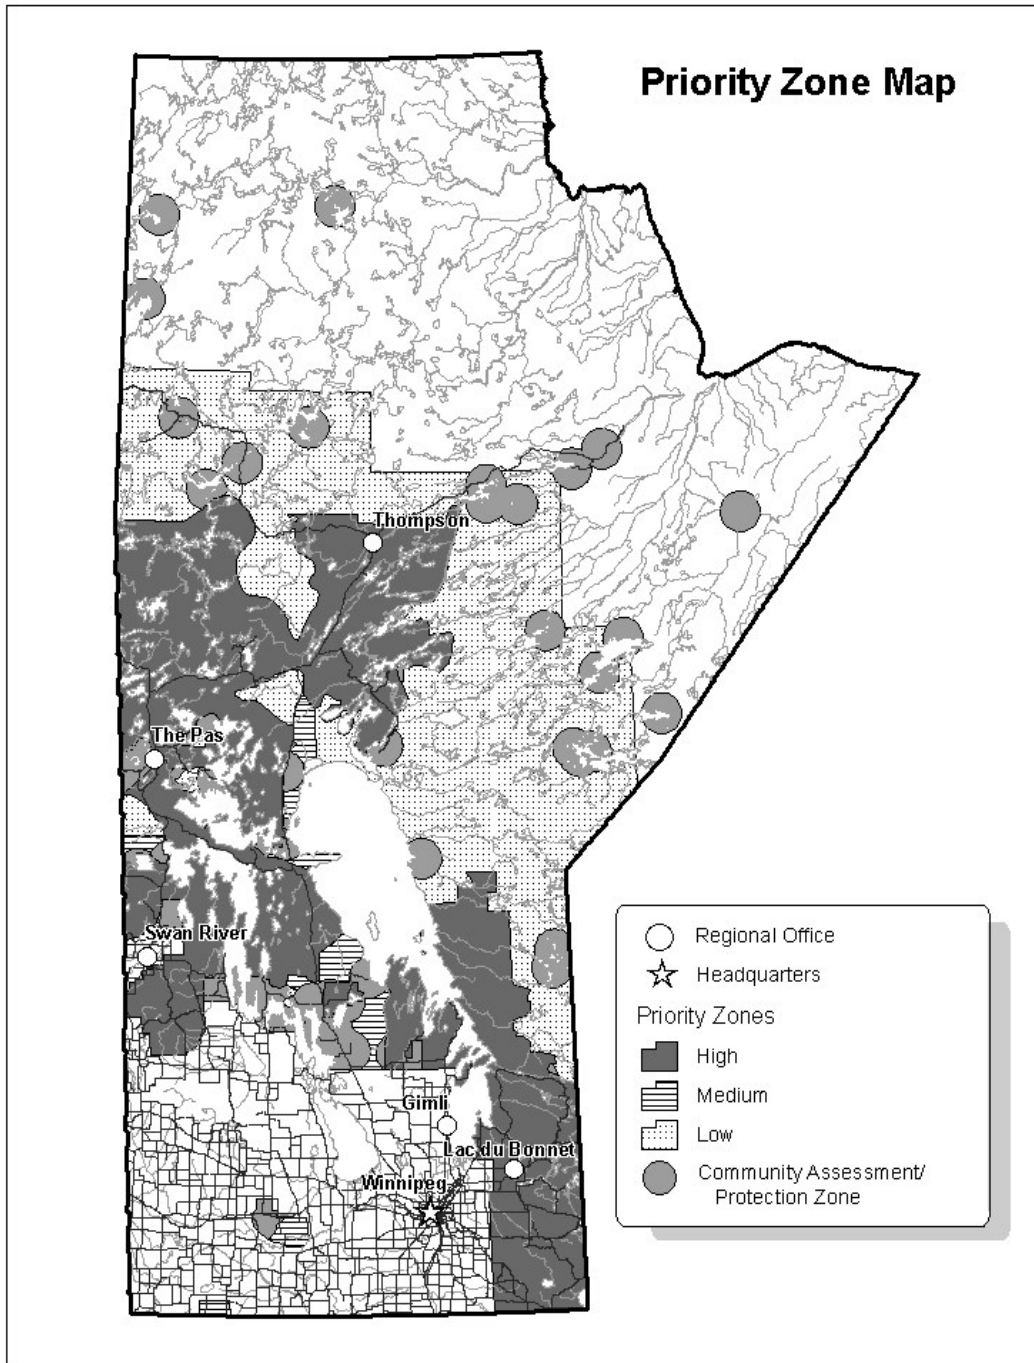 Priority Zone Map
Thompson
The Pas
Swan River
Gimli
Lac du Bonnet
Winnipeg
Regional Office
Headquarters
Priority Zones
High
Medium
Low
Community Assessment/
Protection Zone